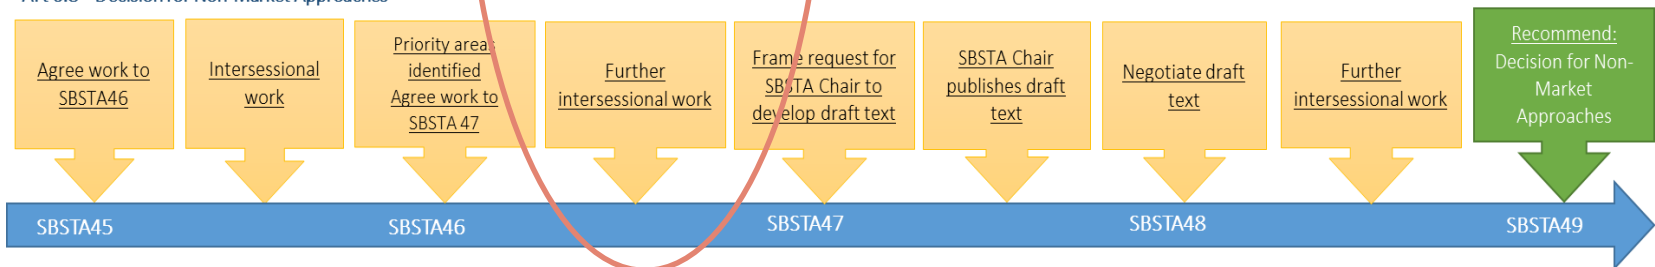 Agree work to
SBSTA46
Intersessional
work
Priority areas
identified
Agree work to
SBSTA 47
Further
intersessional work
Frame request for
SBSTA Chair to
develop draft text
SBSTA Chair
publishes draft
text
Negotiate draft
text
Further
intersessional work
Recommend:
Decision for Non-
Market
Approaches
SBSTA45
SBSTA46
SBSTA47
SBSTA48
SBSTA49